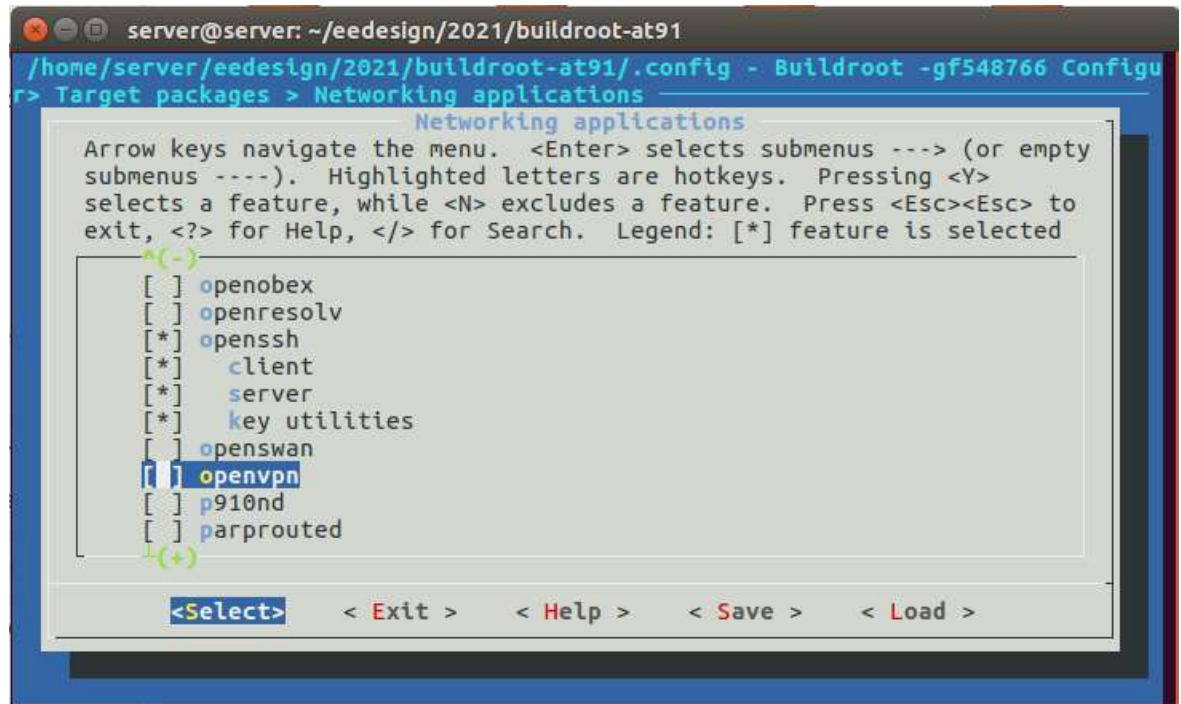 server@server: ~/eedesign/2021/buildroot-at91
/home/server/eedesign/2021/buildroot-at91/.config - Buildroot -gf548766 Configu
r> Target packages > Networking applications
Networking applications
Arrow keys navigate the menu.  <Enter> selects submenus ---> (or empty
submenus ----).  Highlighted letters are hotkeys.  Pressing <Y>
selects a feature, while <N> excludes a feature.  Press <Esc><Esc> to
exit, <?> for Help, </> for Search.  Legend: [*] feature is selected
^(-)
[ ] openobex
[ ] openresolv
[*] openssh
[*]   client
[*]   server
[*]   key utilities
[ ] openswan
[ ] openvpn
[ ] p910nd
[ ] parprouted
┴(+)
<Select>    < Exit >    < Help >    < Save >    < Load >